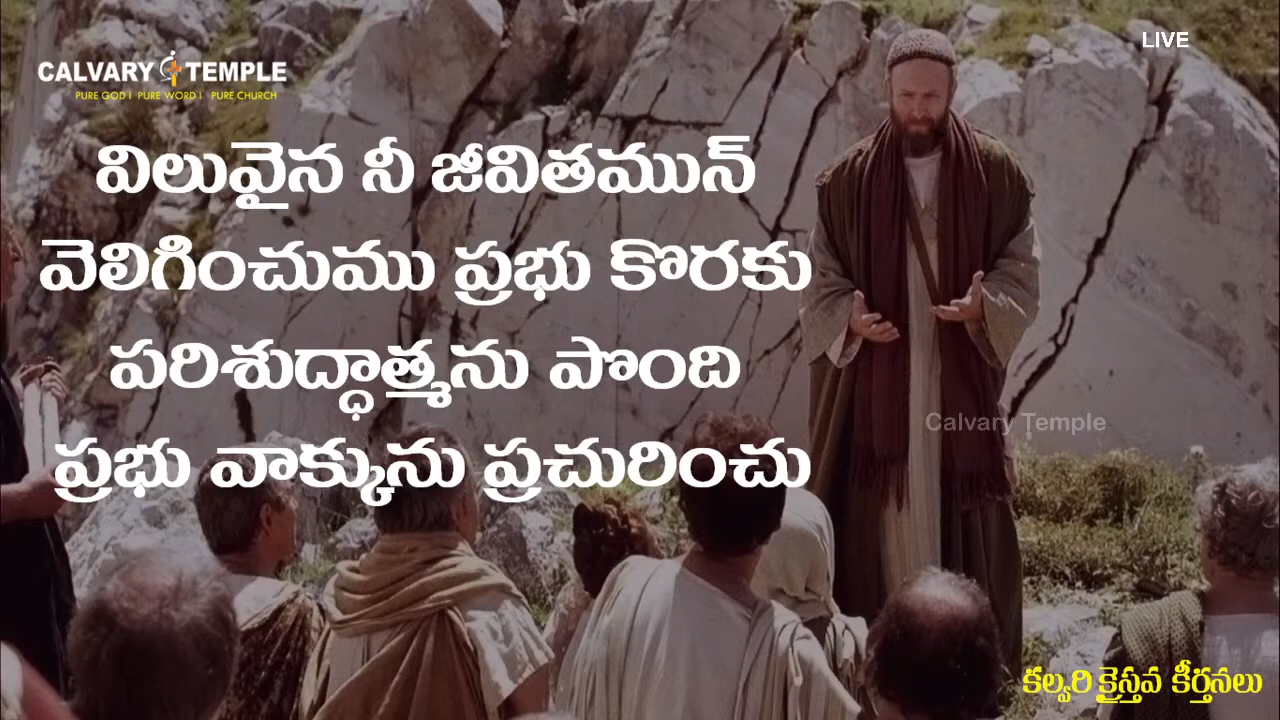 LIVE
CALVARY TEMPLE
PURE GOD I PURE WORD I PURE CHURCH
విలువైన నీ జీవితమున్
వెలిగించుము ప్రభు కొరకు
పరిశుద్ధాత్మను పొంది
ప్రభు వాక్కును ప్రచురించు
Calvary Temple
కల్వరి క్రైస్తవ కీర్తనలు